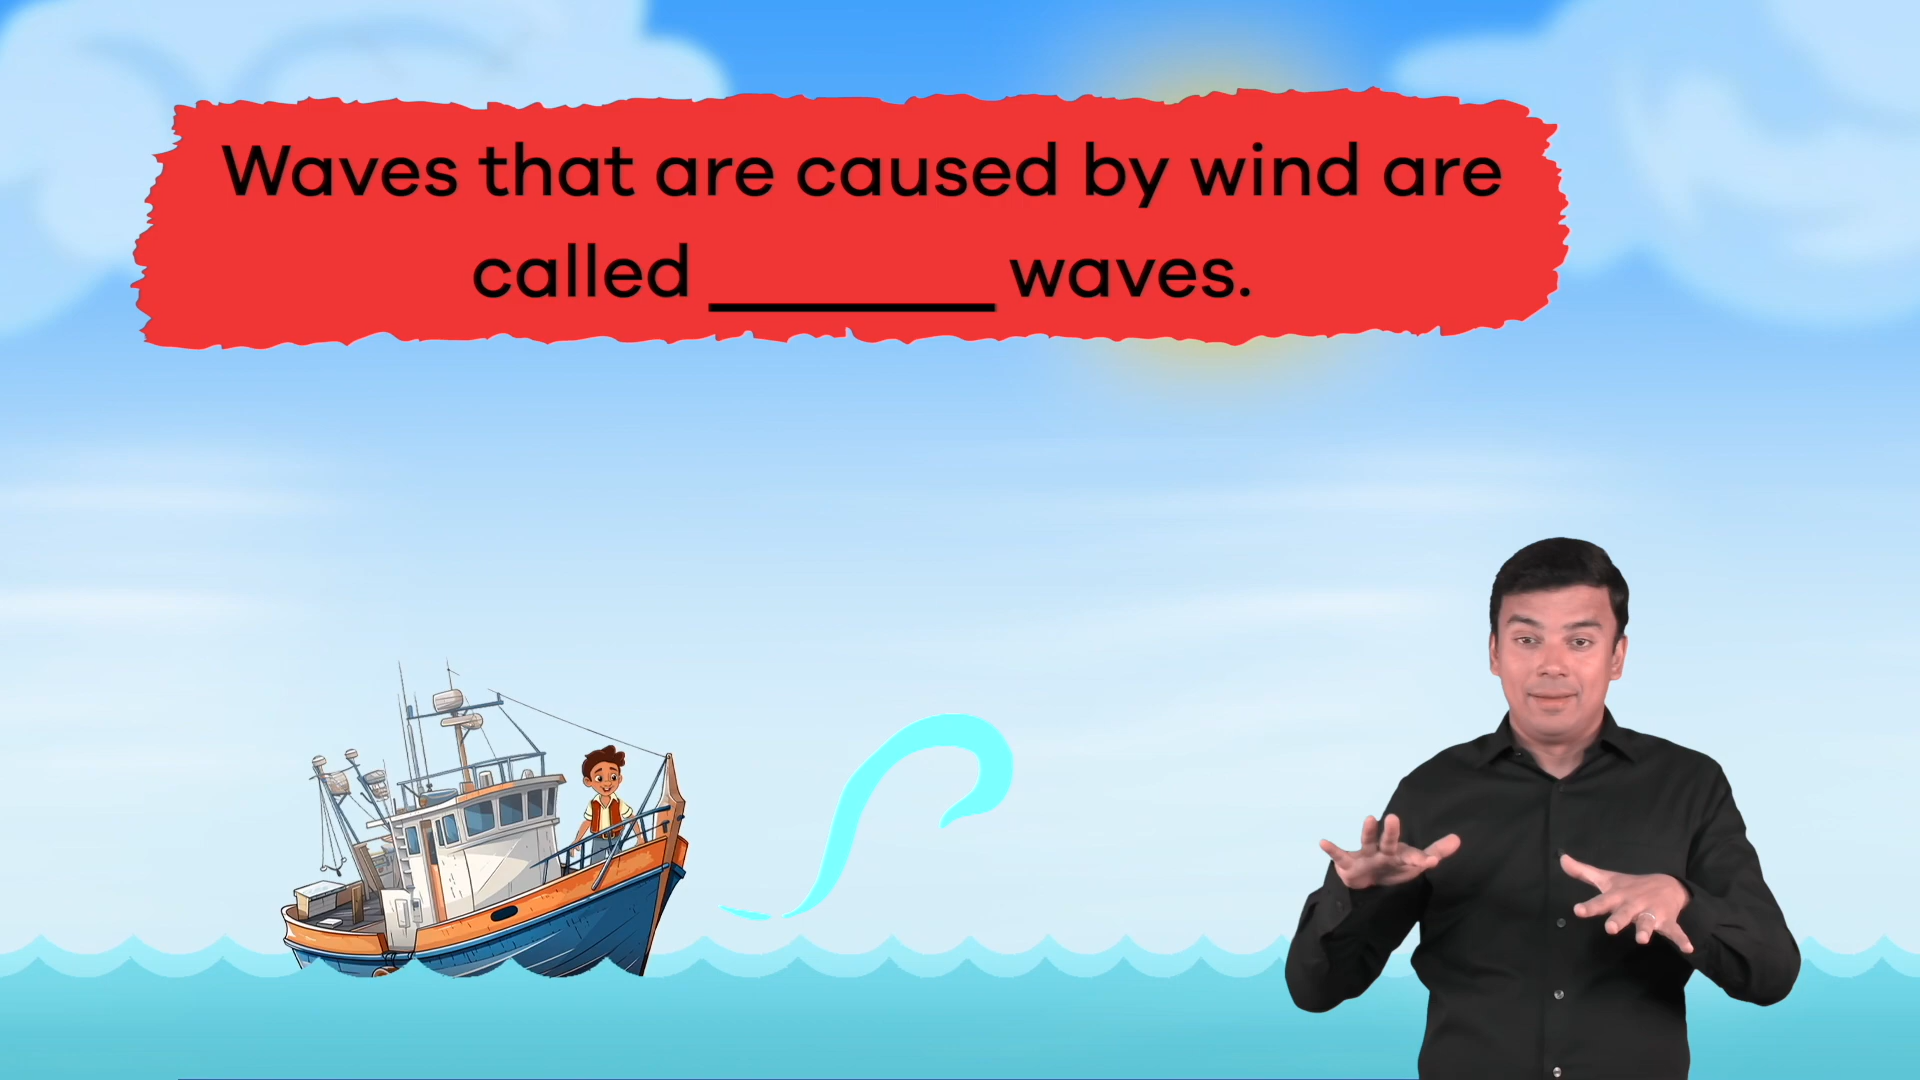 Waves that are caused by wind are
called ________ waves.